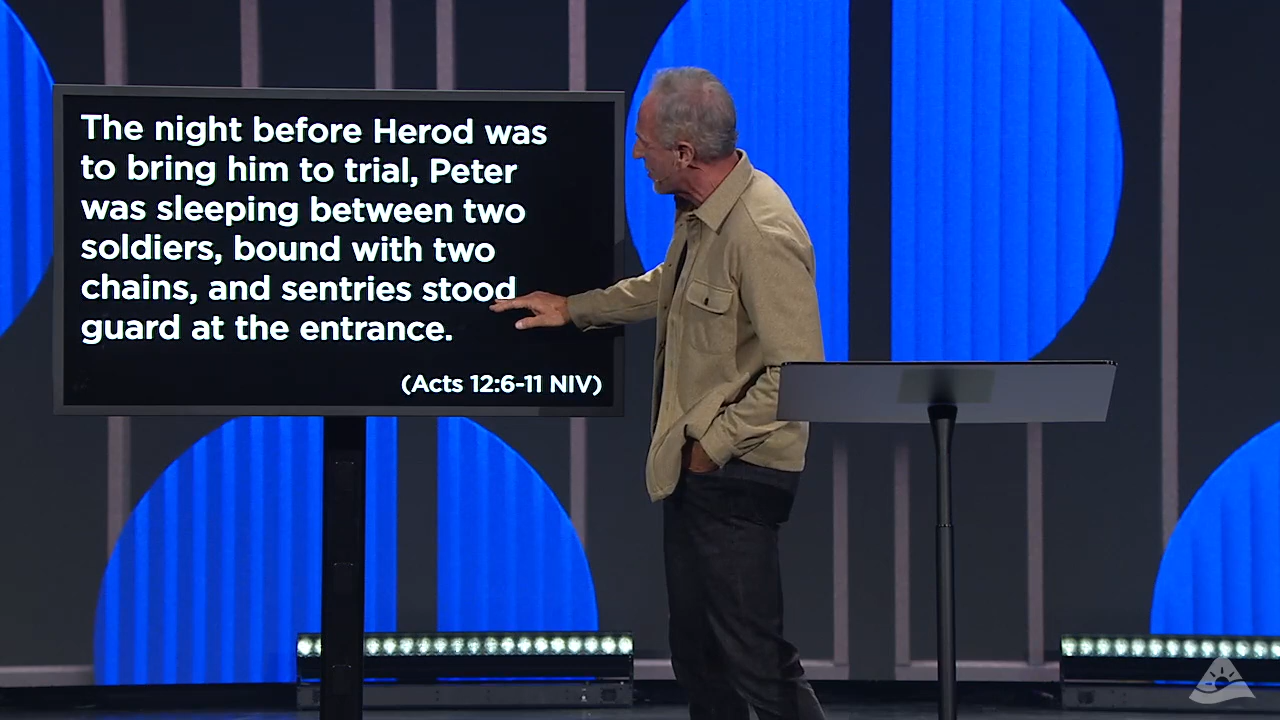 The night before Herod was
to bring him to trial, Peter
was sleeping between two
soldiers, bound with two
chains, and sentries stood
guard at the entrance.
(Acts 12:6-11 NIV)